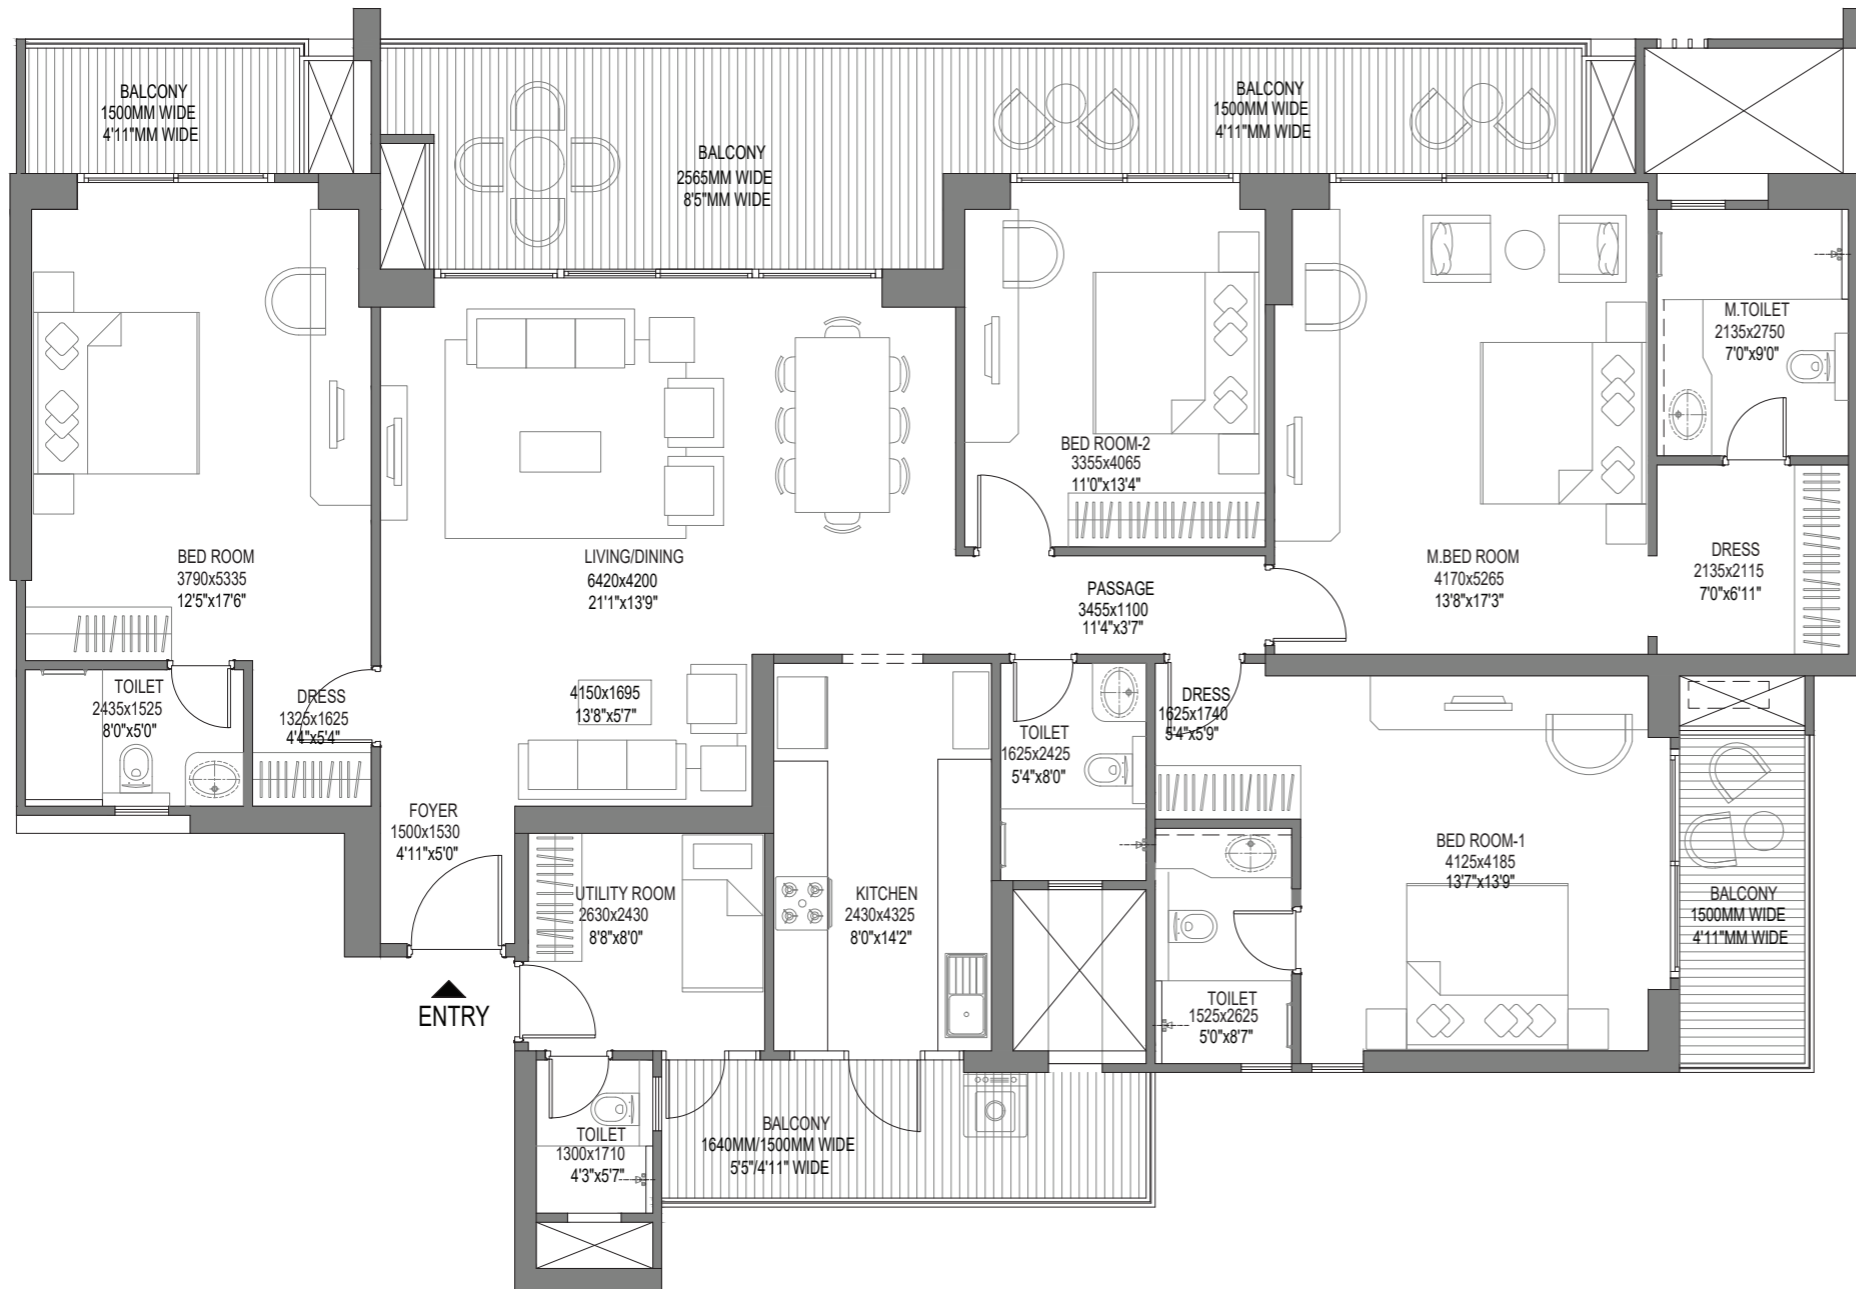 BALCONY
1500MM WIDE
4'11"MM WIDE
BALCONY
2565MM WIDE
8'5"MM WIDE
BALCONY
1500MM WIDE
4'11"MM WIDE
M.TOILET
2135x2750
7'0"x9'0"
BED ROOM-2
3355x4065
11'0"x13'4"
BED ROOM
3790x5335
12'5"x17'6"
LIVING/DINING
6420x4200
21'1"x13'9"
PASSAGE
3455x1100
11'4"x3'7"
M.BED ROOM
4170x5265
13'8"x17'3"
DRESS
2135x2115
7'0"x6'11"
TOILET
2435x1525
8'0"x5'0"
DRESS
1325x1625
4'4"x5'4"
4150x1695
13'8"x5'7"
TOILET
1625x2425
5'4"x8'0"
DRESS
1625x1740
5'4"x5'9"
FOYER
1500x1530
4'11"x5'0"
UTILITY ROOM
2630x2430
8'8"x8'0"
KITCHEN
2430x4325
8'0"x14'2"
BED ROOM-1
4125x4185
13'7"x13'9"
BALCONY
1500MM WIDE
4'11"MM WIDE
ENTRY
TOILET
1525x2625
5'0"x8'7"
TOILET
1300x1710
4'3"x5'7"
BALCONY
1640MM/1500MM WIDE
5'5"/4'11" WIDE